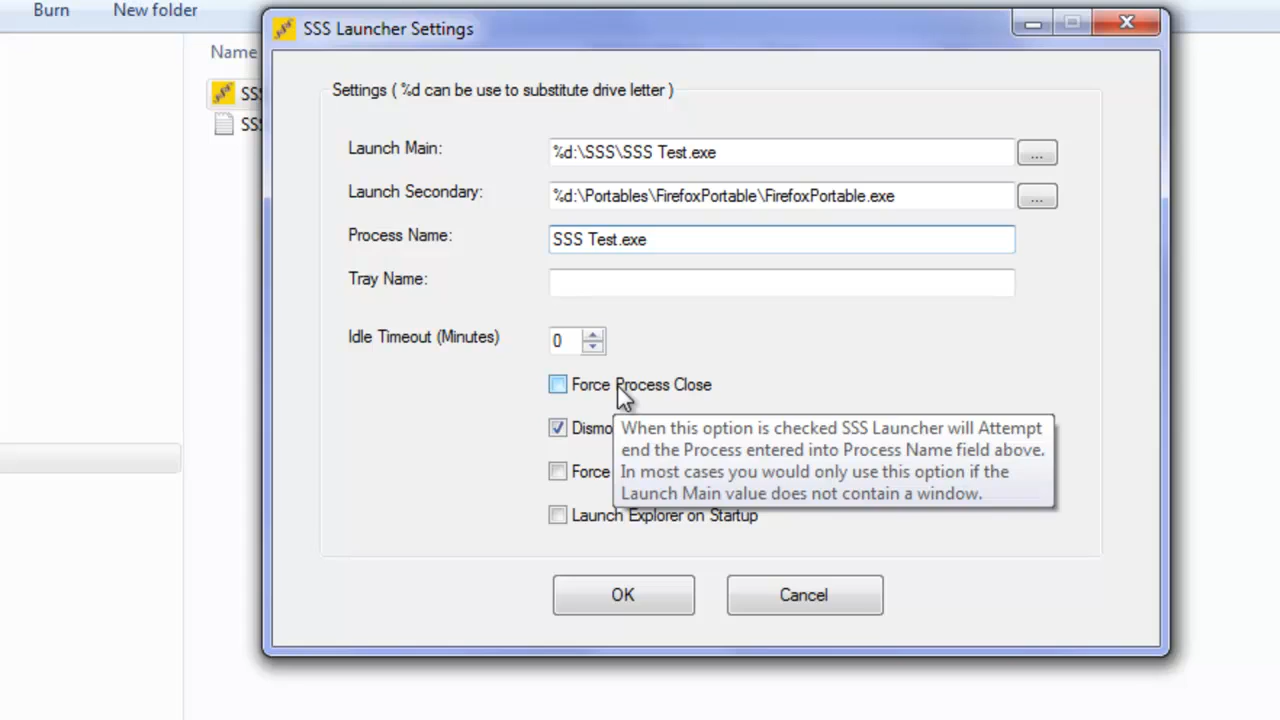 Burn New folder
SSS Launcher Settings
Name
SSS
SSS
Settings ( %d can be use to substitute drive letter )
Launch Main: %d:\SSS\SSS Test.exe ...
Launch Secondary: %d:\Portables\FirefoxPortable\FirefoxPortable.exe ...
Process Name: SSS Test.exe
Tray Name:
Idle Timeout (Minutes) 0
Force Process Close
Dismo
When this option is checked SSS Launcher will Attempt
end the Process entered into Process Name field above.
In most cases you would only use this option if the
Launch Main value does not contain a window.
Force
Launch Explorer on Startup
OK Cancel